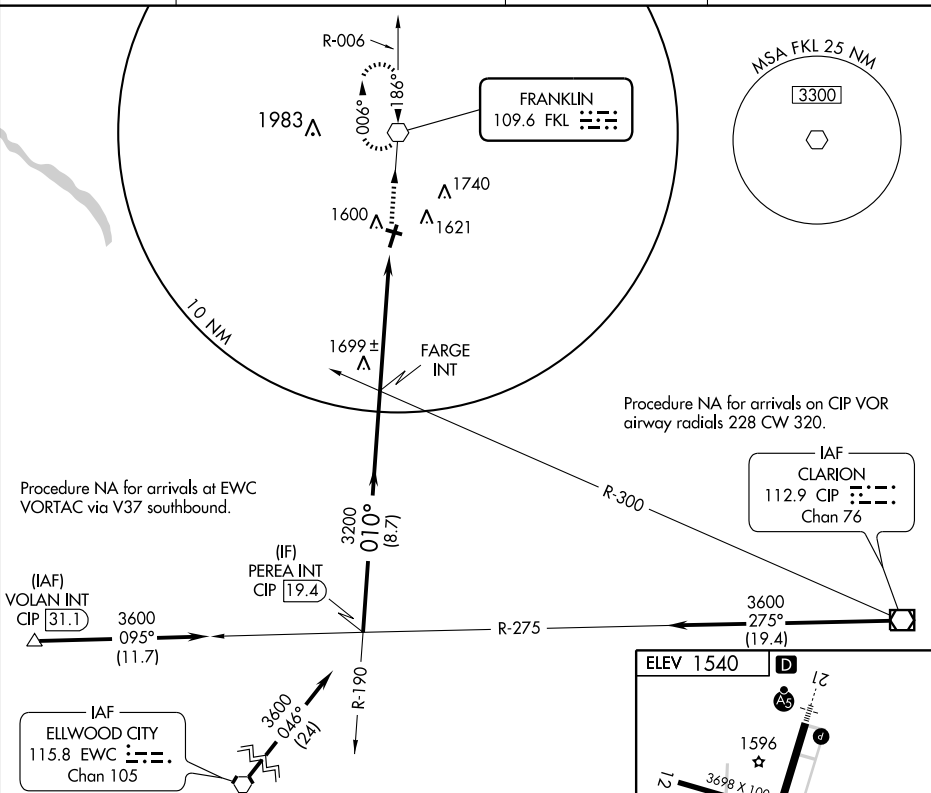 R-006
MSA FKL 25 NM
3300
006°
186°
FRANKLIN
109.6 FKL
1983
1740
1600
1621
10 NM
1699 ±
FARGE
INT
Procedure NA for arrivals on CIP VOR
airway radials 228 CW 320.
IAF
CLARION
112.9 CIP
Chan 76
R-300
Procedure NA for arrivals at EWC
VORTAC via V37 southbound.
3200
010°
(8.7)
(IF)
PEREA INT
CIP 19.4
(IAF)
VOLAN INT
CIP 31.1
3600
095°
(11.7)
R-275
3600
275°
(19.4)
R-190
3600
046°
(24)
IAF
ELLWOOD CITY
115.8 EWC
Chan 105
ELEV 1540
D
21
A5
P
1596
12
3698 X 100